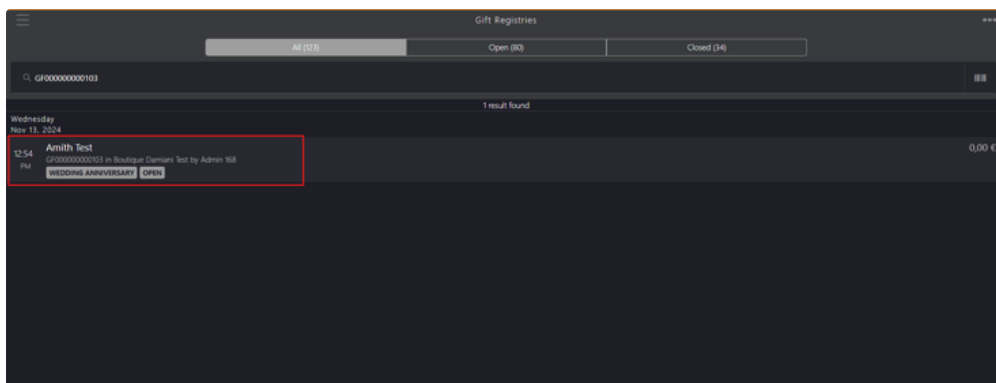 Gift Registries
All (123) Open (80) Closed (34)
GF000000000103
1 result found
Wednesday
Nov 13, 2024
12:54 PM
Amith Test
0,00 €
GF000000000103 in Boutique Damiani Test by Admin 168
WEDDING ANNIVERSARY OPEN